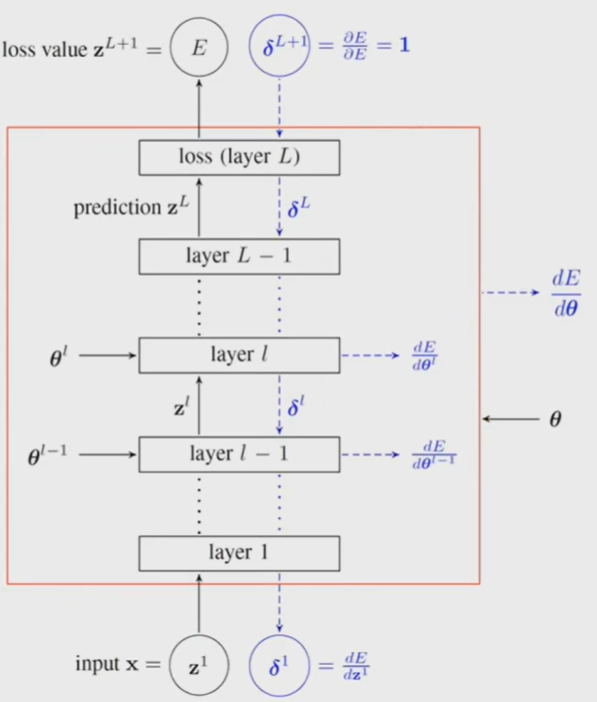 loss value z^{L+1} = E δ^{L+1} = ∂E/∂E = 1
loss (layer L)
prediction z^L δ^L
layer L − 1
dE/dθ
θ^l layer l dE/dθ^l
z^l δ^l
θ
θ^{l−1} layer l − 1 dE/dθ^{l−1}
layer 1
input x = z^1 δ^1 = dE/dz^1